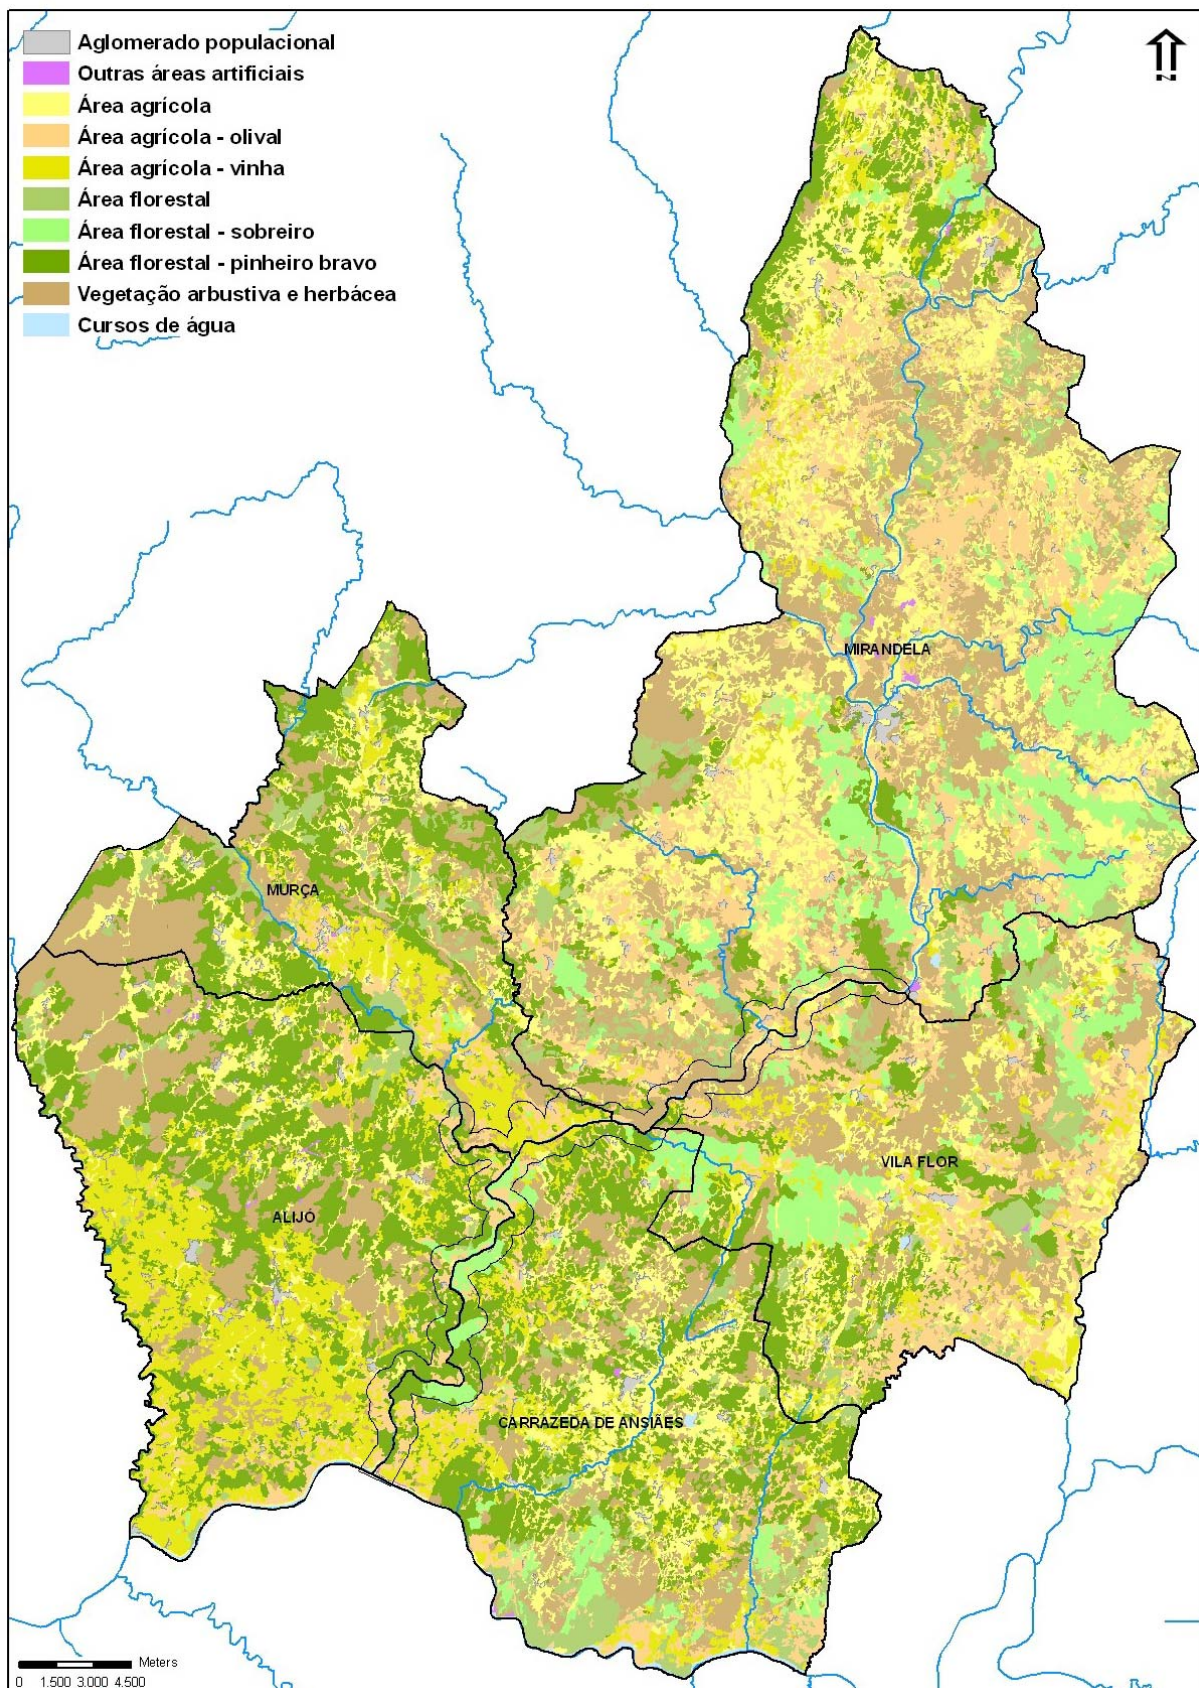 Aglomerado populacional
Outras áreas artificiais
Área agrícola
Área agrícola - olival
Área agrícola - vinha
Área florestal
Área florestal - sobreiro
Área florestal - pinheiro bravo
Vegetação arbustiva e herbácea
Cursos de água
N
MIRANDELA
MURÇA
VILA FLOR
ALIJÓ
CARRAZEDA DE ANSIÃES
Meters
0 1.500 3.000 4.500